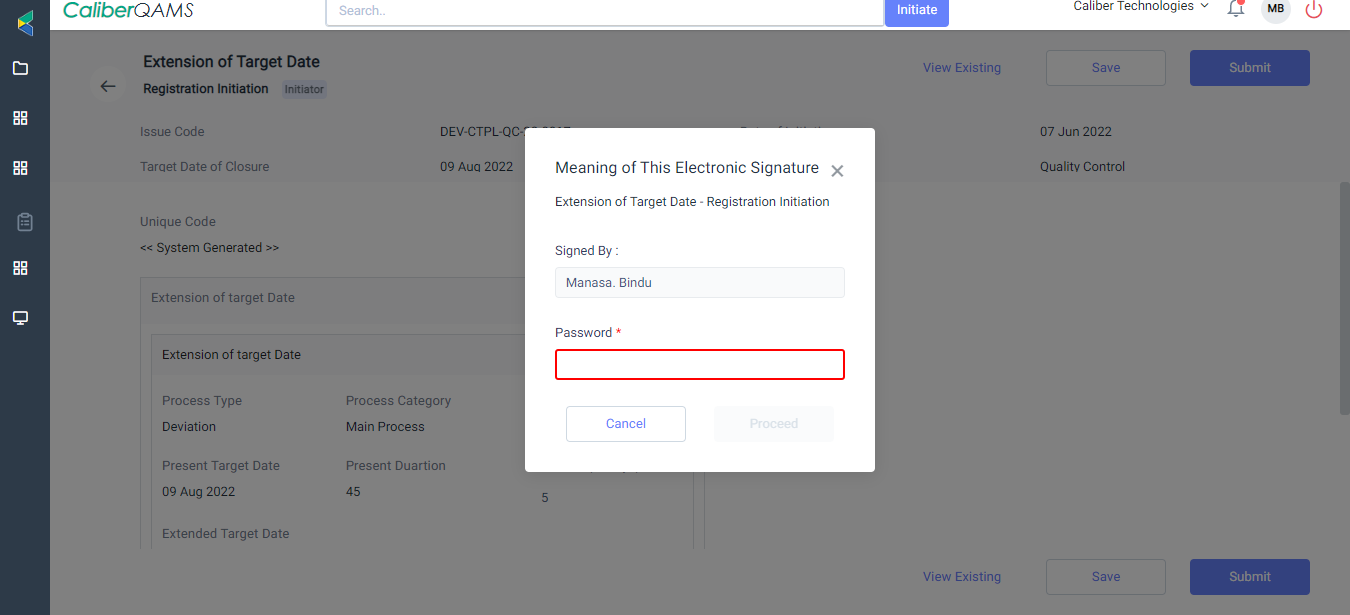 CaliberQAMS
Search..
Initiate
Caliber Technologies
MB
Extension of Target Date
Registration Initiation Initiator
View Existing
Save
Submit
Issue Code
DEV-CTPL-QC-
07 Jun 2022
Target Date of Closure
09 Aug 2022
Quality Control
Unique Code
<< System Generated >>
Extension of target Date
Extension of target Date
Process Type
Process Category
Deviation
Main Process
Present Target Date
Present Duartion
09 Aug 2022
45
5
Extended Target Date
Meaning of This Electronic Signature
Extension of Target Date - Registration Initiation
Signed By :
Manasa. Bindu
Password *
Cancel
Proceed
View Existing
Save
Submit